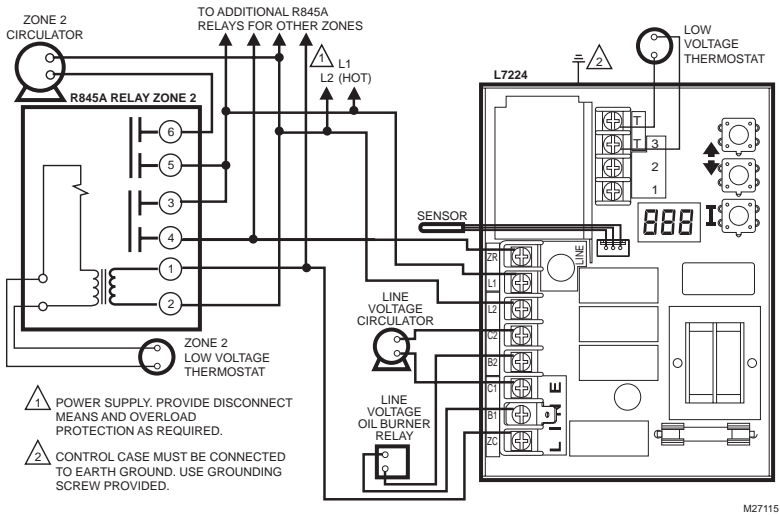 TO ADDITIONAL R845A
RELAYS FOR OTHER ZONES
ZONE 2
CIRCULATOR
1
L1
L2 (HOT)
2
L7224
LOW
VOLTAGE
THERMOSTAT
R845A RELAY ZONE 2
6
5
3
4
1
2
T
T 3
2
1
888
SENSOR
LINE
ZR
L1
L2
C2
B2
C1
B1
ZC
LINE
LINE
VOLTAGE
CIRCULATOR
ZONE 2
LOW VOLTAGE
THERMOSTAT
LINE
VOLTAGE
OIL BURNER
RELAY
1 POWER SUPPLY. PROVIDE DISCONNECT
MEANS AND OVERLOAD
PROTECTION AS REQUIRED.
2 CONTROL CASE MUST BE CONNECTED
TO EARTH GROUND. USE GROUNDING
SCREW PROVIDED.
M27115